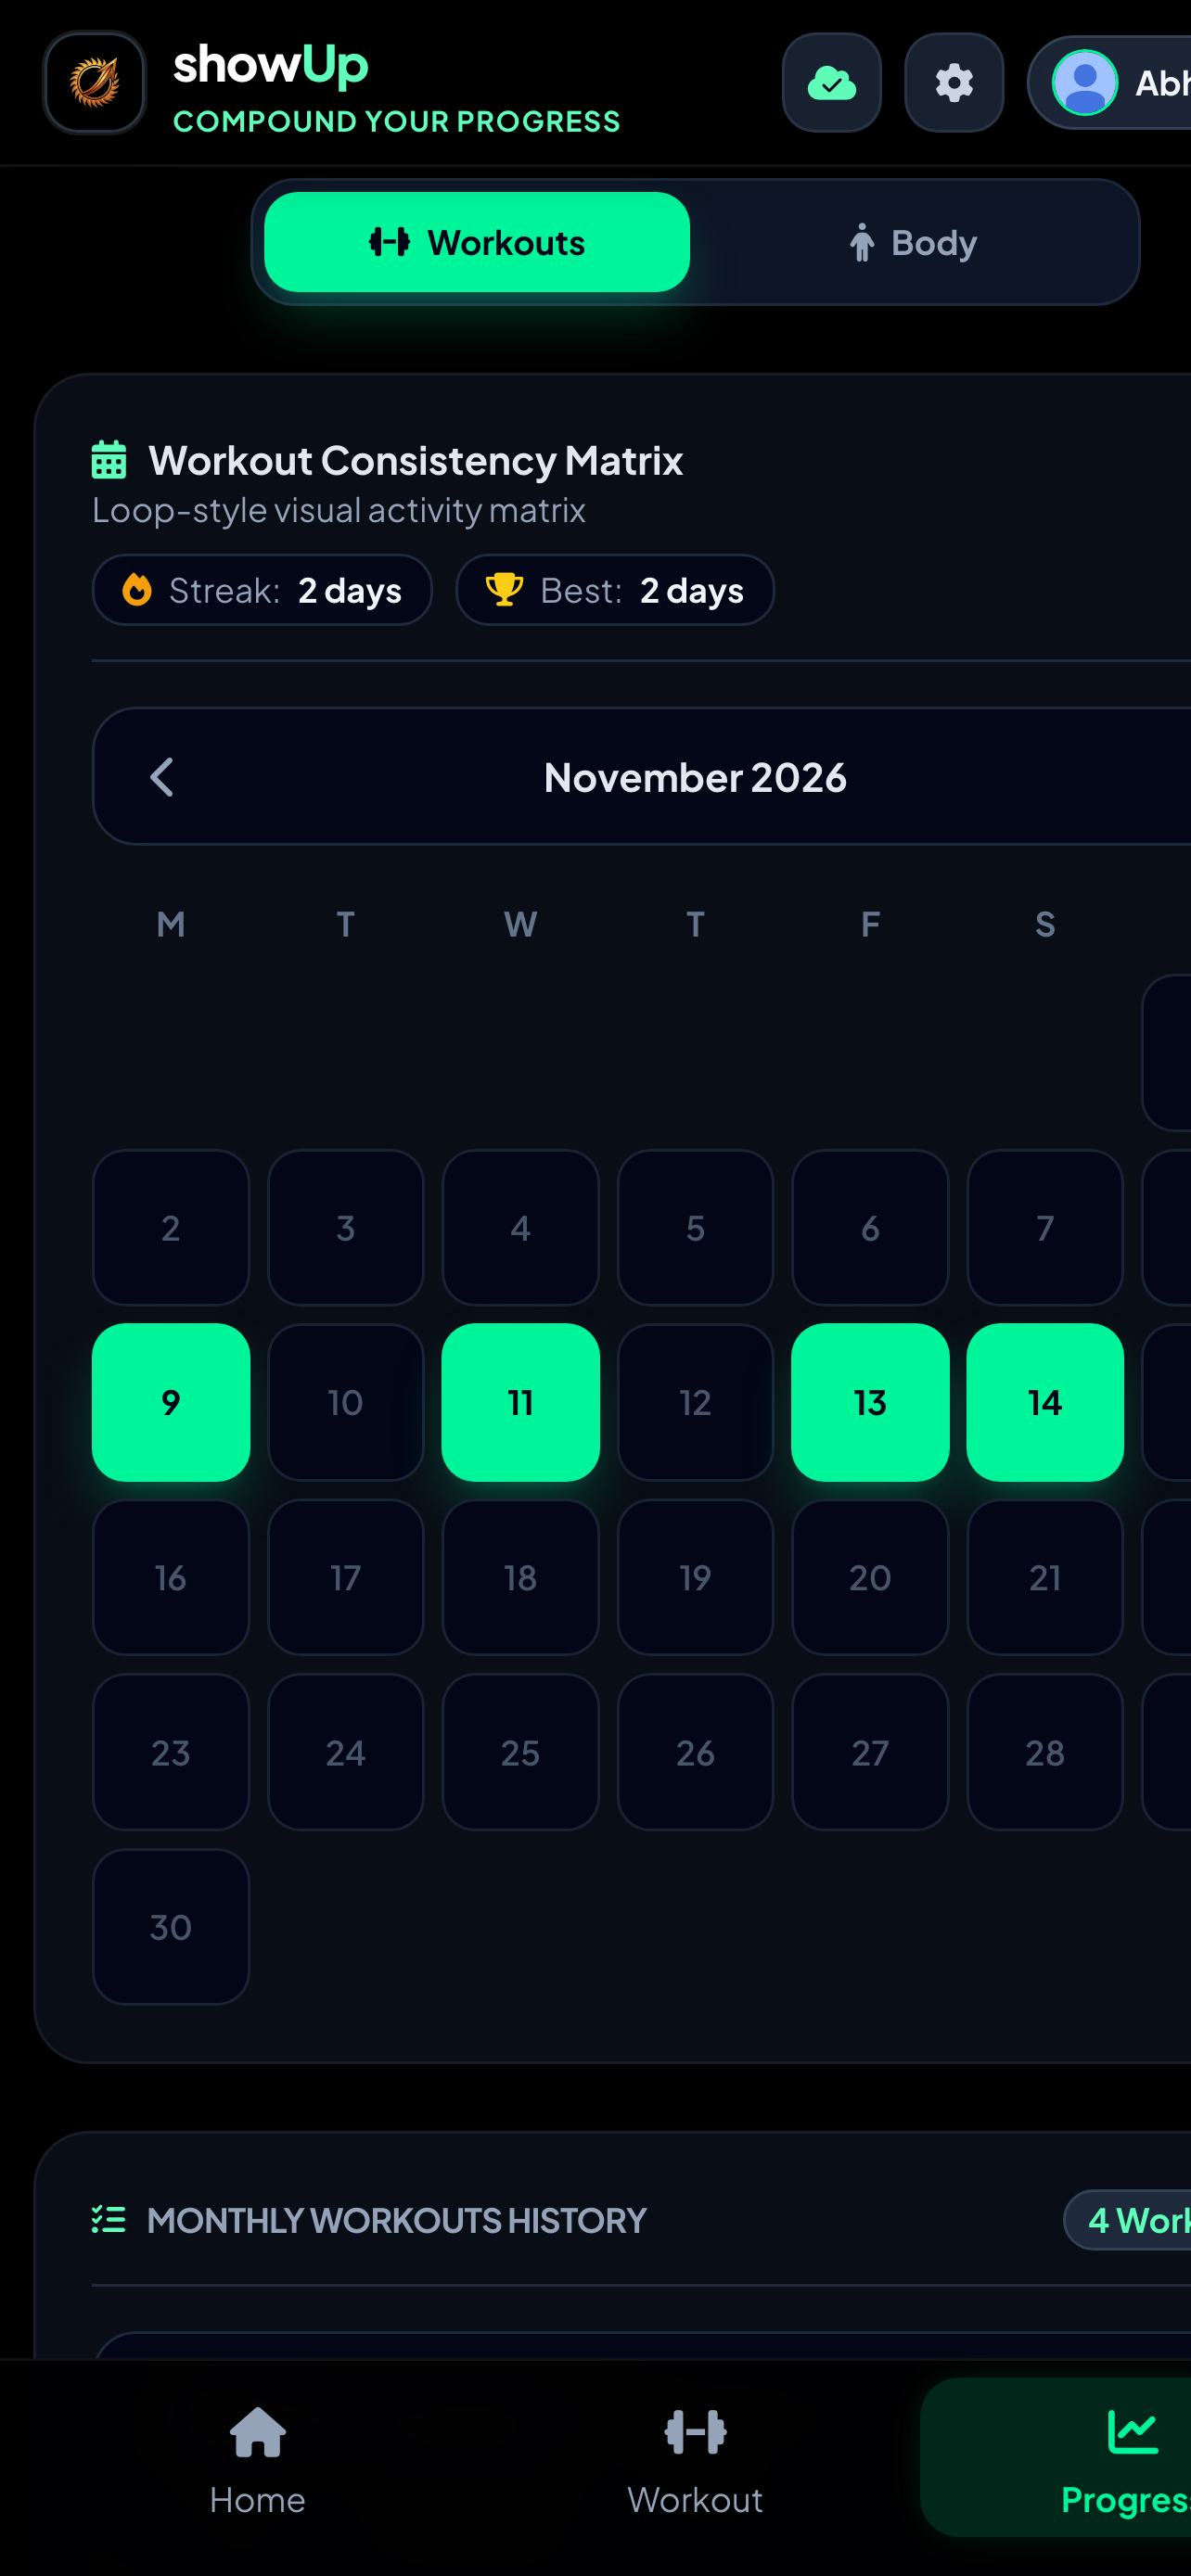 showUp
COMPOUND YOUR PROGRESS
Workouts
Body
Workout Consistency Matrix
Loop-style visual activity matrix
Streak: 2 days
Best: 2 days
November 2026
M T W T F S
2 3 4 5 6 7
9 10 11 12 13 14
16 17 18 19 20 21
23 24 25 26 27 28
30
MONTHLY WORKOUTS HISTORY
4
Home
Workout